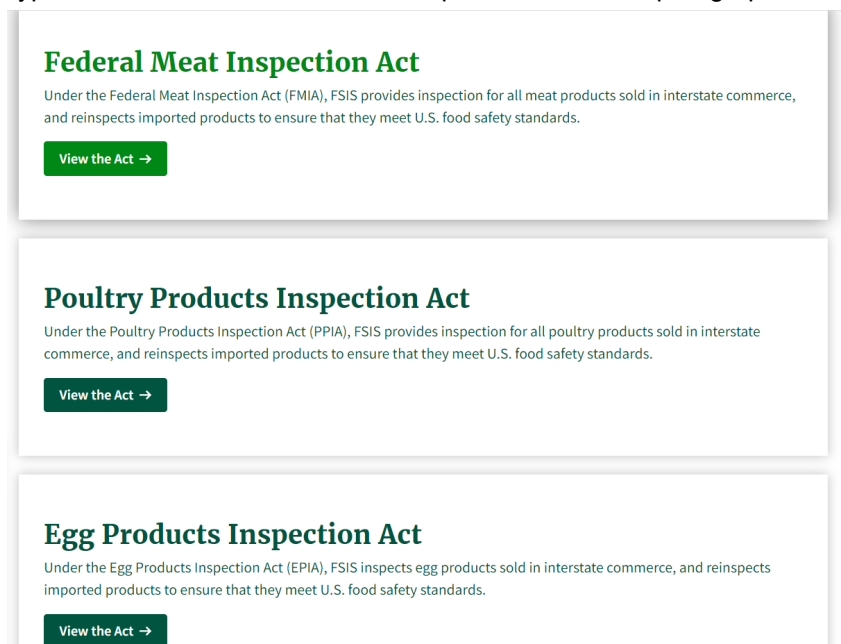 Federal Meat Inspection Act
Under the Federal Meat Inspection Act (FMIA), FSIS provides inspection for all meat products sold in interstate commerce,
and reinspects imported products to ensure that they meet U.S. food safety standards.
View the Act →
Poultry Products Inspection Act
Under the Poultry Products Inspection Act (PPIA), FSIS provides inspection for all poultry products sold in interstate
commerce, and reinspects imported products to ensure that they meet U.S. food safety standards.
View the Act →
Egg Products Inspection Act
Under the Egg Products Inspection Act (EPIA), FSIS inspects egg products sold in interstate commerce, and reinspects
imported products to ensure that they meet U.S. food safety standards.
View the Act →